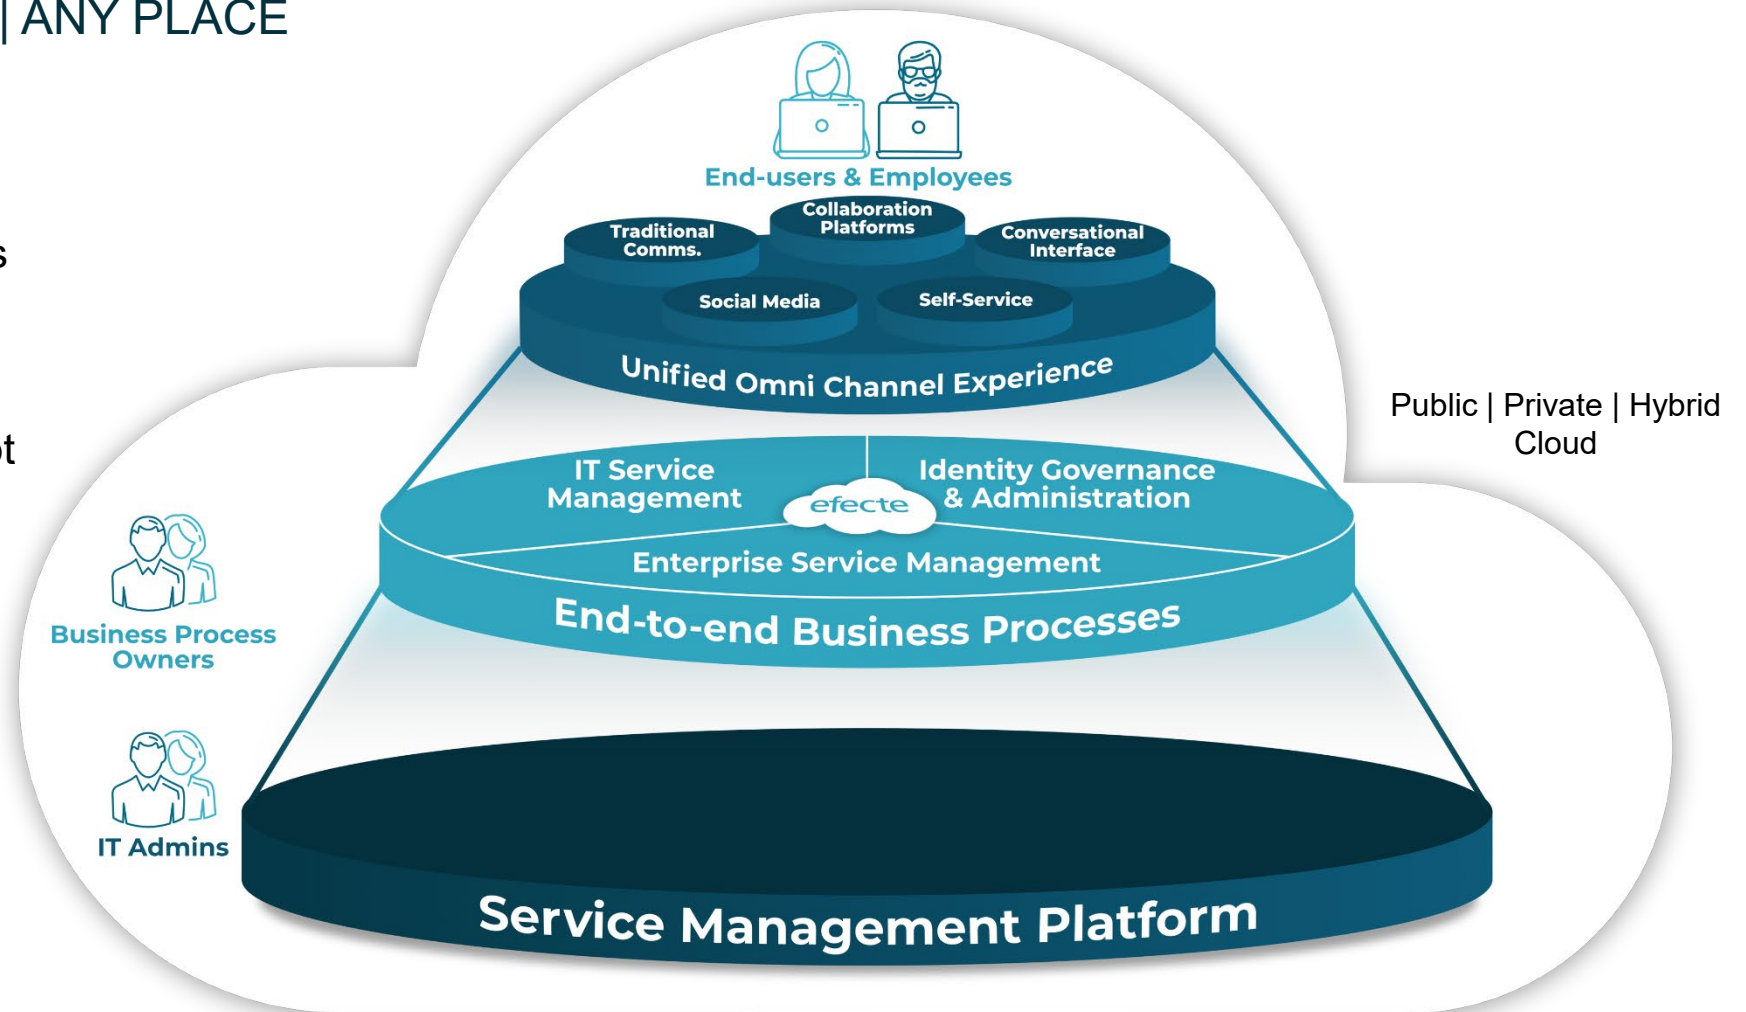 | ANY PLACE
End-users & Employees
Collaboration
Platforms
Traditional
Comms.
Conversational
Interface
Social Media
Self-Service
Unified Omni Channel Experience
Public | Private | Hybrid
Cloud
IT Service
Management
Identity Governance
& Administration
efecte
Enterprise Service Management
End-to-end Business Processes
Business Process
Owners
IT Admins
Service Management Platform